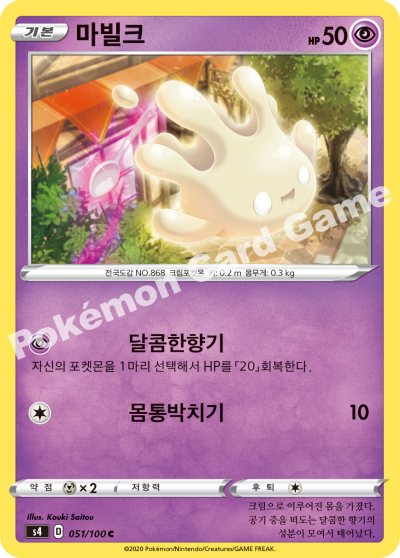 기본 마빌크 HP 50
전국도감 NO.868 크림포켓몬 키: 0.2 m 몸무게: 0.3 kg
Pokémon Card Game
달콤한향기
자신의 포켓몬을 1마리 선택해서 HP를 「20」회복한다.
몸통박치기 10
약점 ×2 저항력 후퇴
Illus. Kouki Saitou
s4 D 051/100 C
크림으로 이루어진 몸을 가졌다.
공기 중을 떠도는 달콤한 향기의
성분이 모여서 태어났다.
©2020 Pokémon/Nintendo/Creatures/GAME FREAK.